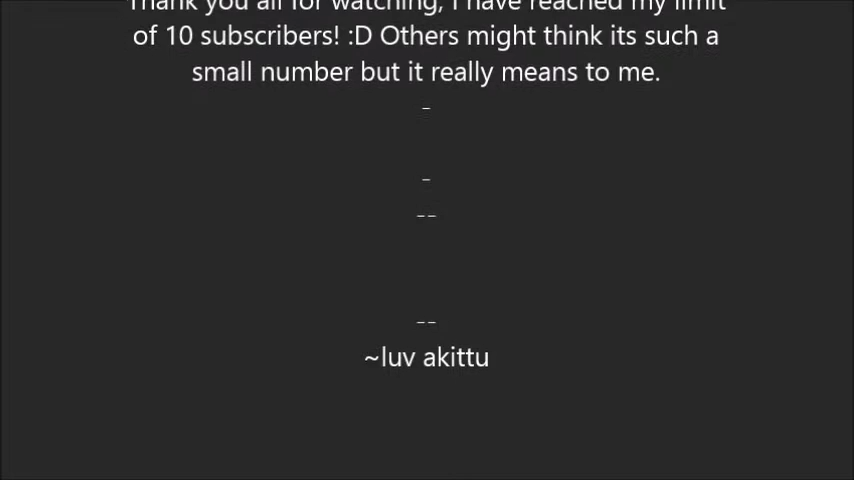 Thank you all for watching, I have reached my limit
of 10 subscribers! :D Others might think its such a
small number but it really means to me.
-
-
--
--
~luv akittu